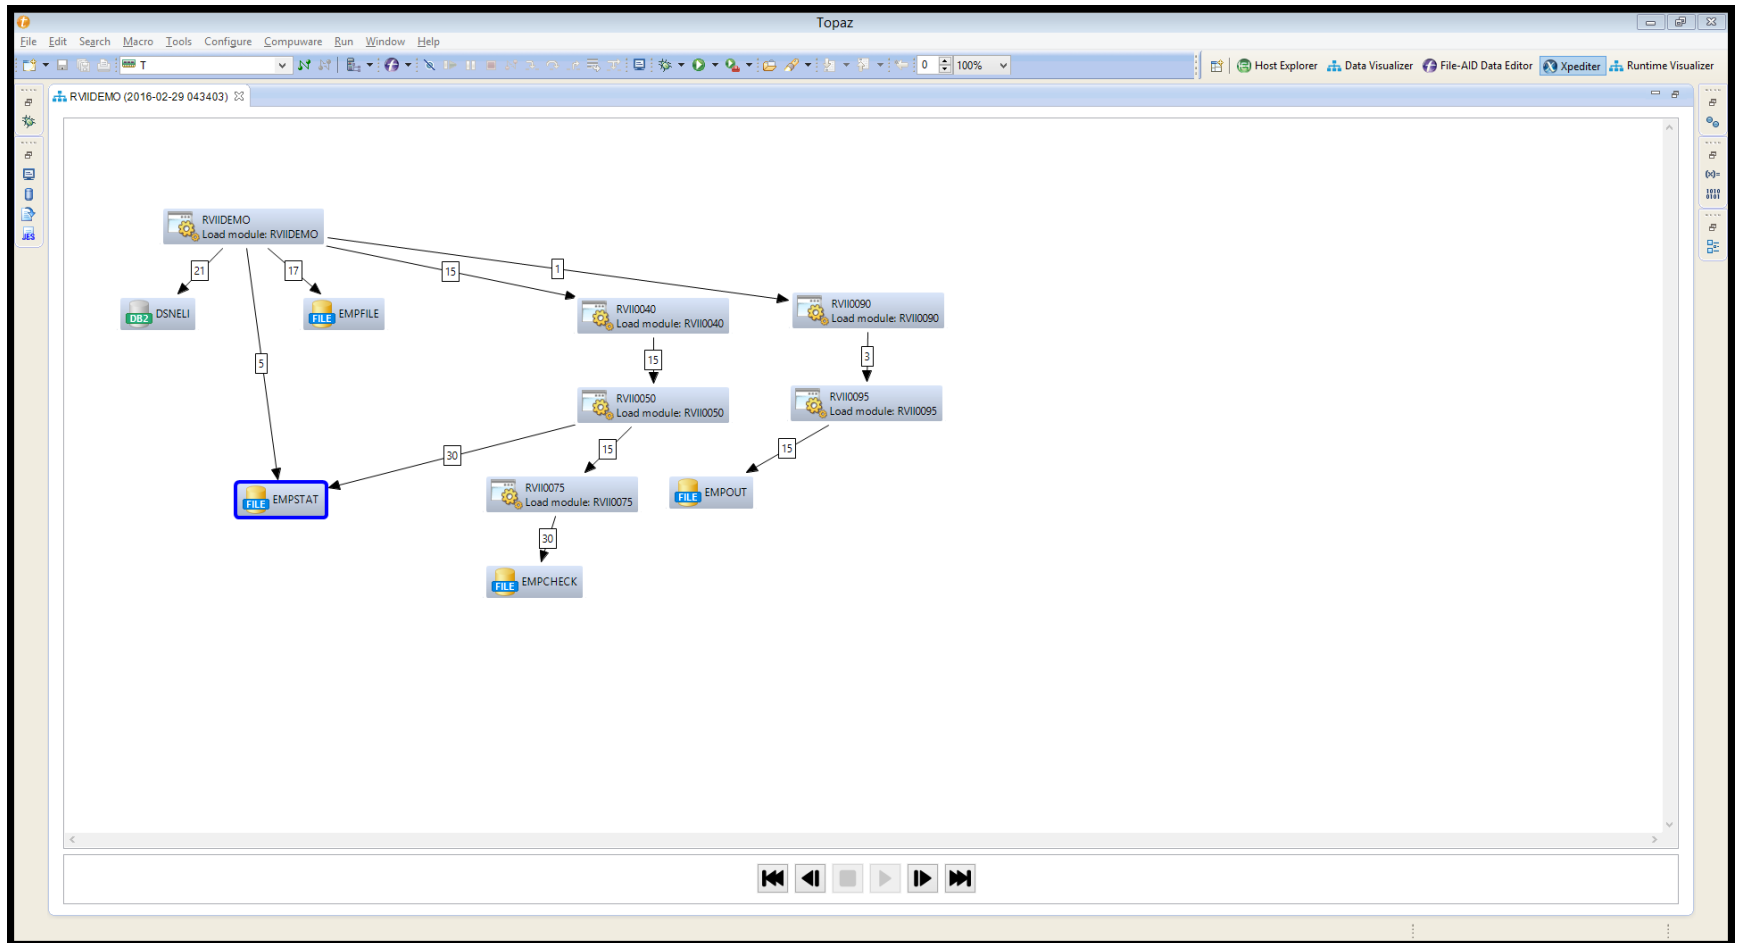 Topaz
File Edit Search Macro Tools Configure Compuware Run Window Help
T 0 100% Host Explorer Data Visualizer File-AID Data Editor Xpediter Runtime Visualizer
RVIIDEMO (2016-02-29 043403)
RVIIDEMO
Load module: RVIIDEMO
21
17
15
1
DB2 DSNELI
FILE EMPFILE
RVII0040
Load module: RVII0040
RVII0090
Load module: RVII0090
5
15
3
RVII0050
Load module: RVII0050
RVII0095
Load module: RVII0095
30
15
15
FILE EMPSTAT
RVII0075
Load module: RVII0075
FILE EMPOUT
30
FILE EMPCHECK
JES
(x)=
1010
0101